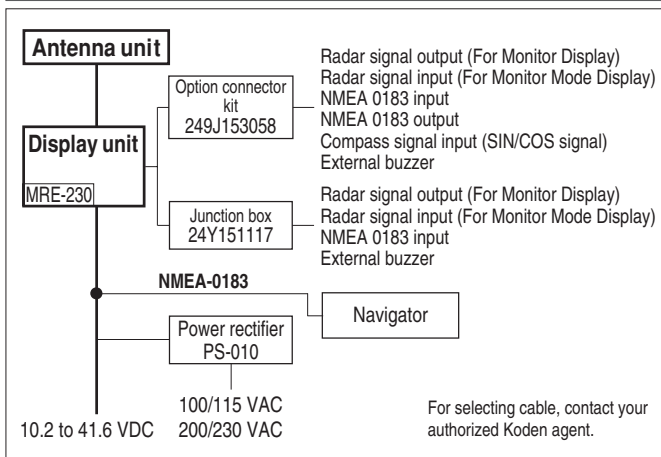 Antenna unit
Option connector
kit
249J153058
Radar signal output (For Monitor Display)
Radar signal input (For Monitor Mode Display)
NMEA 0183 input
NMEA 0183 output
Compass signal input (SIN/COS signal)
External buzzer
Display unit
MRE-230
Junction box
24Y151117
Radar signal output (For Monitor Display)
Radar signal input (For Monitor Mode Display)
NMEA 0183 input
External buzzer
NMEA-0183
Navigator
Power rectifier
PS-010
100/115 VAC
200/230 VAC
10.2 to 41.6 VDC
For selecting cable, contact your
authorized Koden agent.